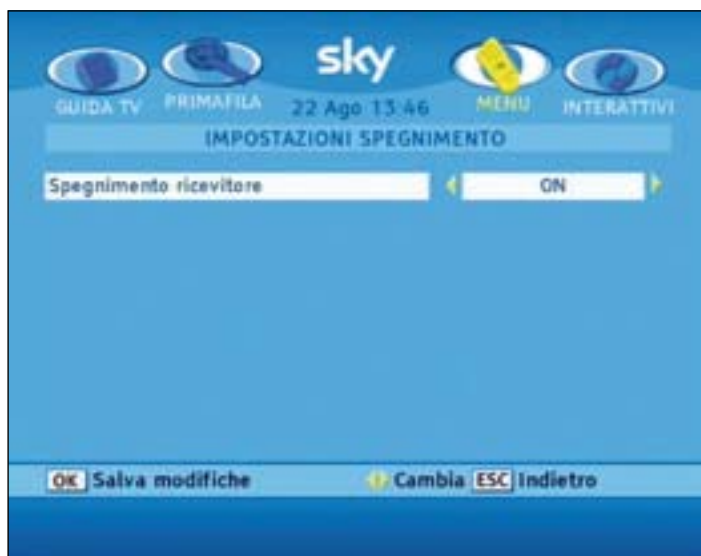 sky
GUIDA TV PRIMAFILA 22 Ago 13 46 MENU INTERATTIVI
IMPOSTAZIONI SPEGNIMENTO
Spegnimento ricevitore ON
OK Salva modifiche Cambia ESC Indietro